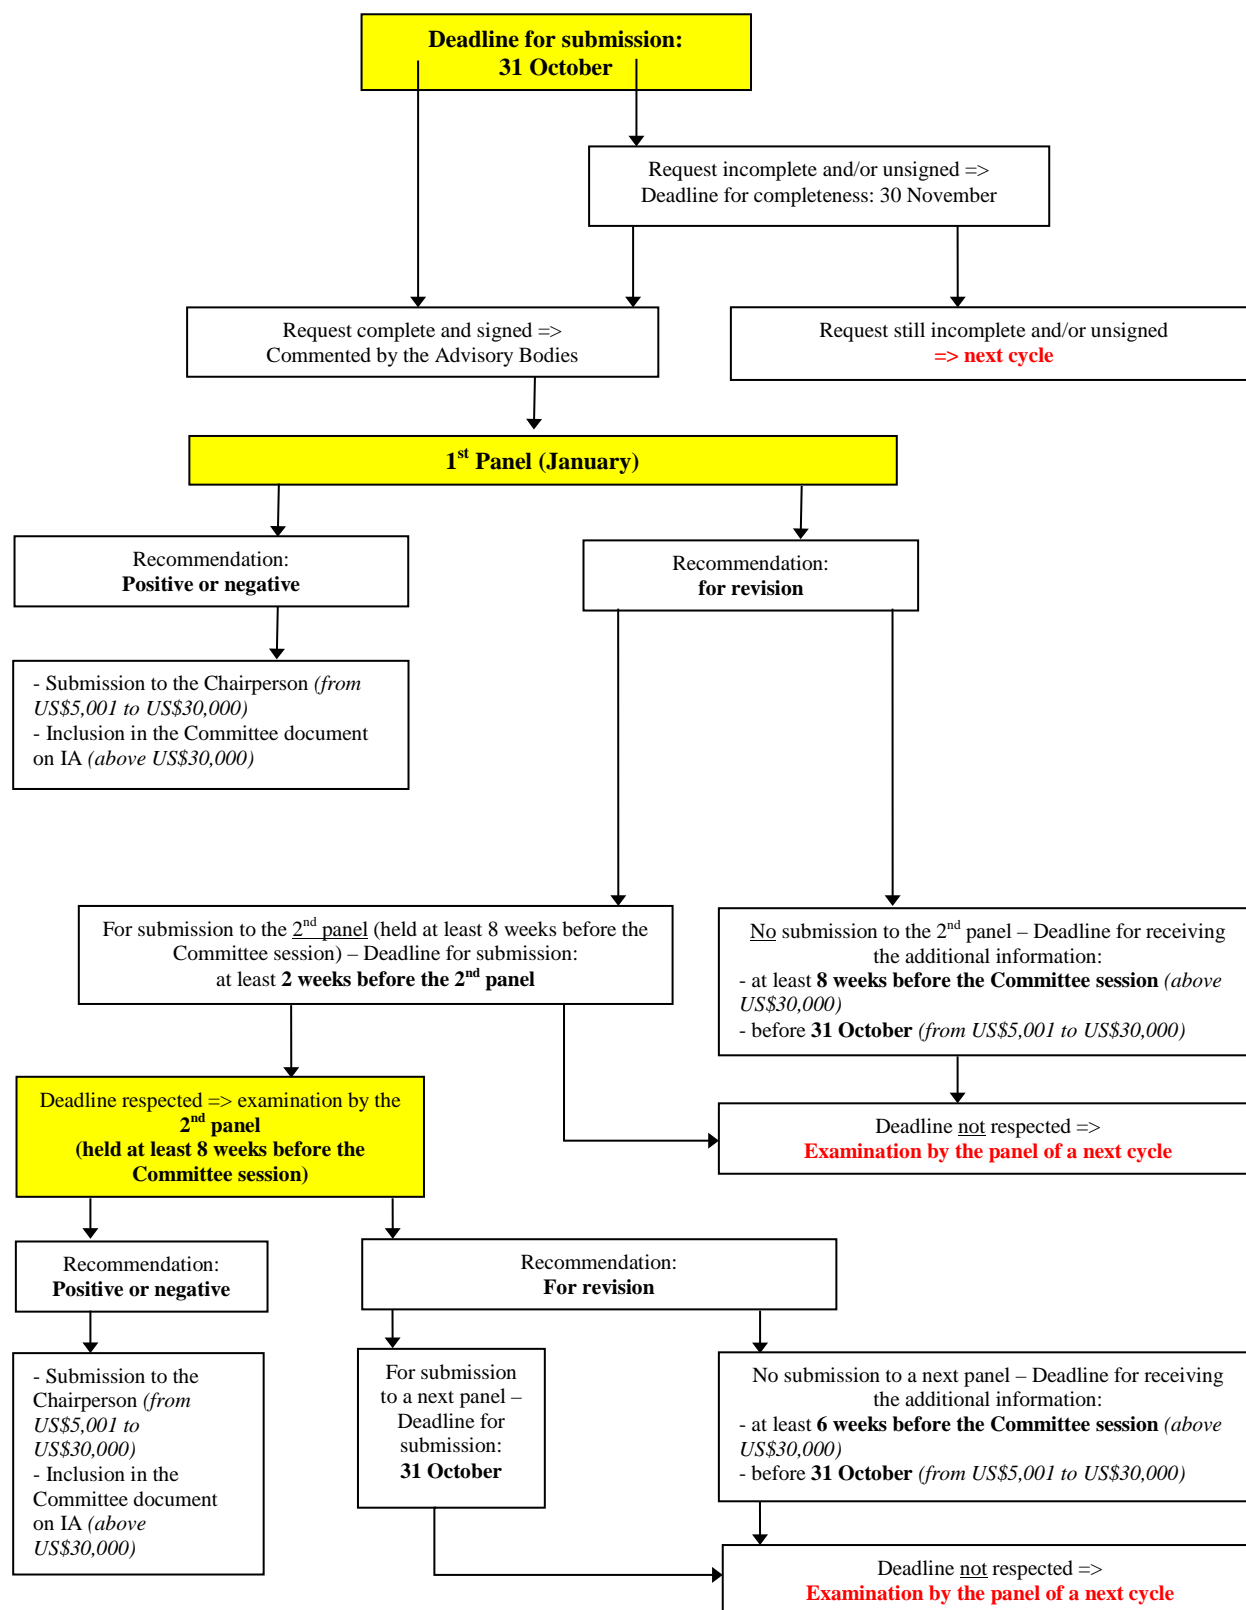 Deadline for submission:
31 October
Request incomplete and/or unsigned =>
Deadline for completeness: 30 November
Request complete and signed =>
Commented by the Advisory Bodies
Request still incomplete and/or unsigned
=> next cycle
1st Panel (January)
Recommendation:
Positive or negative
Recommendation:
for revision
- Submission to the Chairperson (from
US$5,001 to US$30,000)
- Inclusion in the Committee document
on IA (above US$30,000)
For submission to the 2nd panel (held at least 8 weeks before the
Committee session) – Deadline for submission:
at least 2 weeks before the 2nd panel
No submission to the 2nd panel – Deadline for receiving
the additional information:
- at least 8 weeks before the Committee session (above
US$30,000)
- before 31 October (from US$5,001 to US$30,000)
Deadline respected => examination by the
2nd panel
(held at least 8 weeks before the
Committee session)
Deadline not respected =>
Examination by the panel of a next cycle
Recommendation:
Positive or negative
Recommendation:
For revision
- Submission to the
Chairperson (from
US$5,001 to
US$30,000)
- Inclusion in the
Committee document
on IA (above
US$30,000)
For submission
to a next panel –
Deadline for
submission:
31 October
No submission to a next panel – Deadline for receiving
the additional information:
- at least 6 weeks before the Committee session (above
US$30,000)
- before 31 October (from US$5,001 to US$30,000)
Deadline not respected =>
Examination by the panel of a next cycle